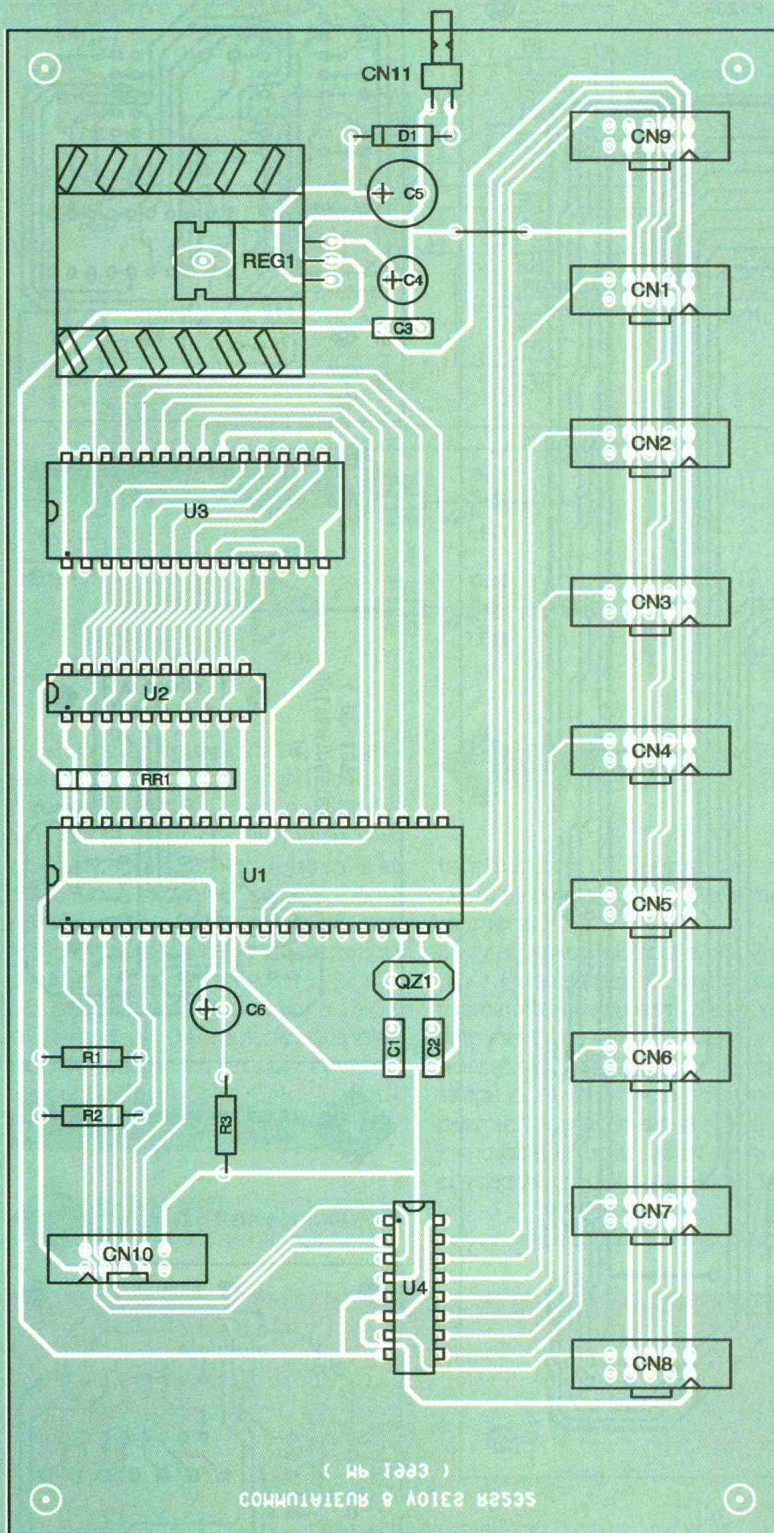 CN11
D1
CN9
C5
REG1
C4
CN1
C3
CN2
U3
CN3
U2
CN4
RR1
U1
CN5
QZ1
C6
C1
C2
R1
CN6
R2
R3
CN7
CN10
U4
CN8
( MP 1993 )
COMMUTATEUR 8 VOIES RS232